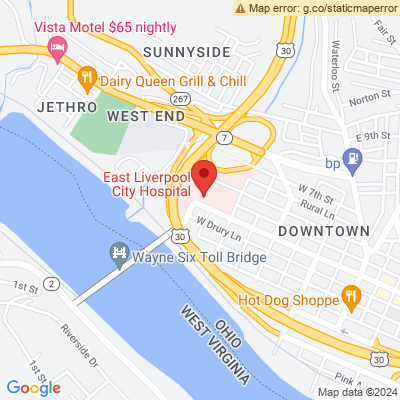 Map error: g.co/staticmaperror
Vista Motel $65 nightly
SUNNYSIDE
30
Waterloo St
Fair St
Dairy Queen Grill & Chill
JETHRO
267
Norton St
WEST END
7
E 9th St
bp
East Liverpool
City Hospital
W 7th St
Rural Ln
W Drury Ln
DOWNTOWN
30
Wayne Six Toll Bridge
1st St
2
Hot Dog Shoppe
Riverside Dr
OHIO
WEST VIRGINIA
30
1st St
Pink A
Google
Map data ©2024